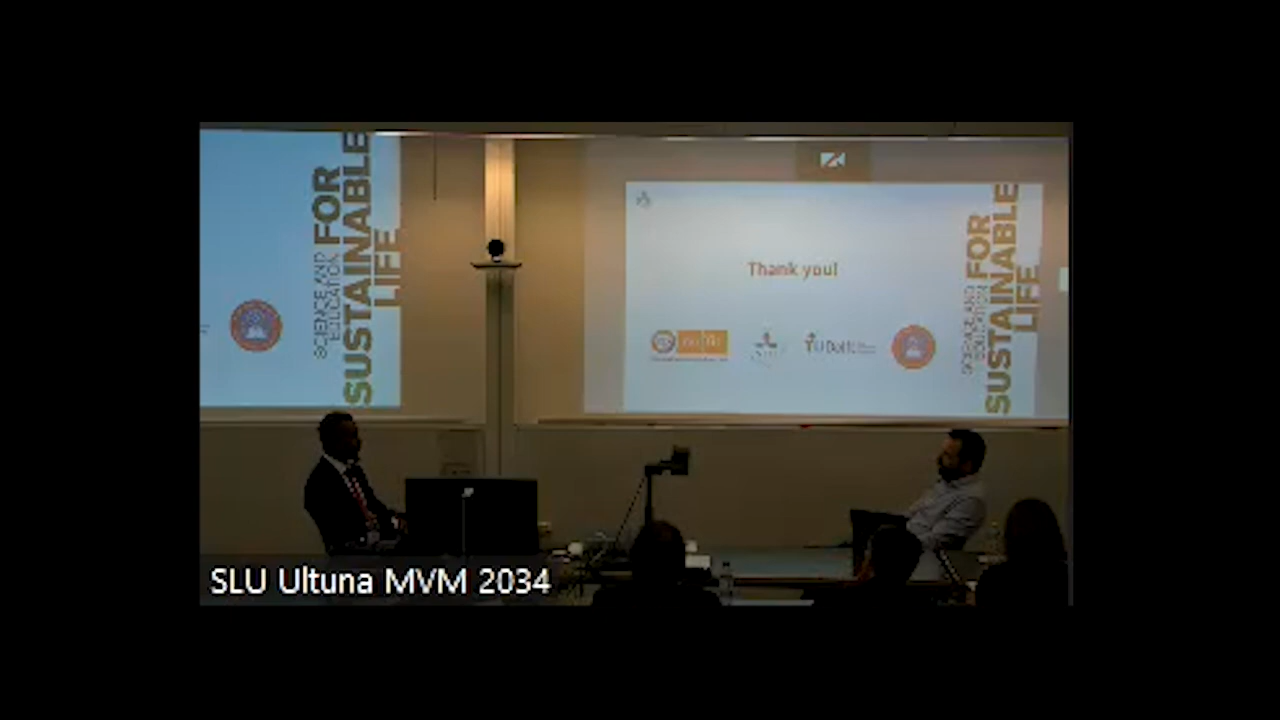 SCIENCE AND
EDUCATION FOR
SUSTAINABLE
LIFE
Thank you!
TU Delft
SCIENCE AND
EDUCATION FOR
SUSTAINABLE
LIFE
SLU Ultuna MVM 2034